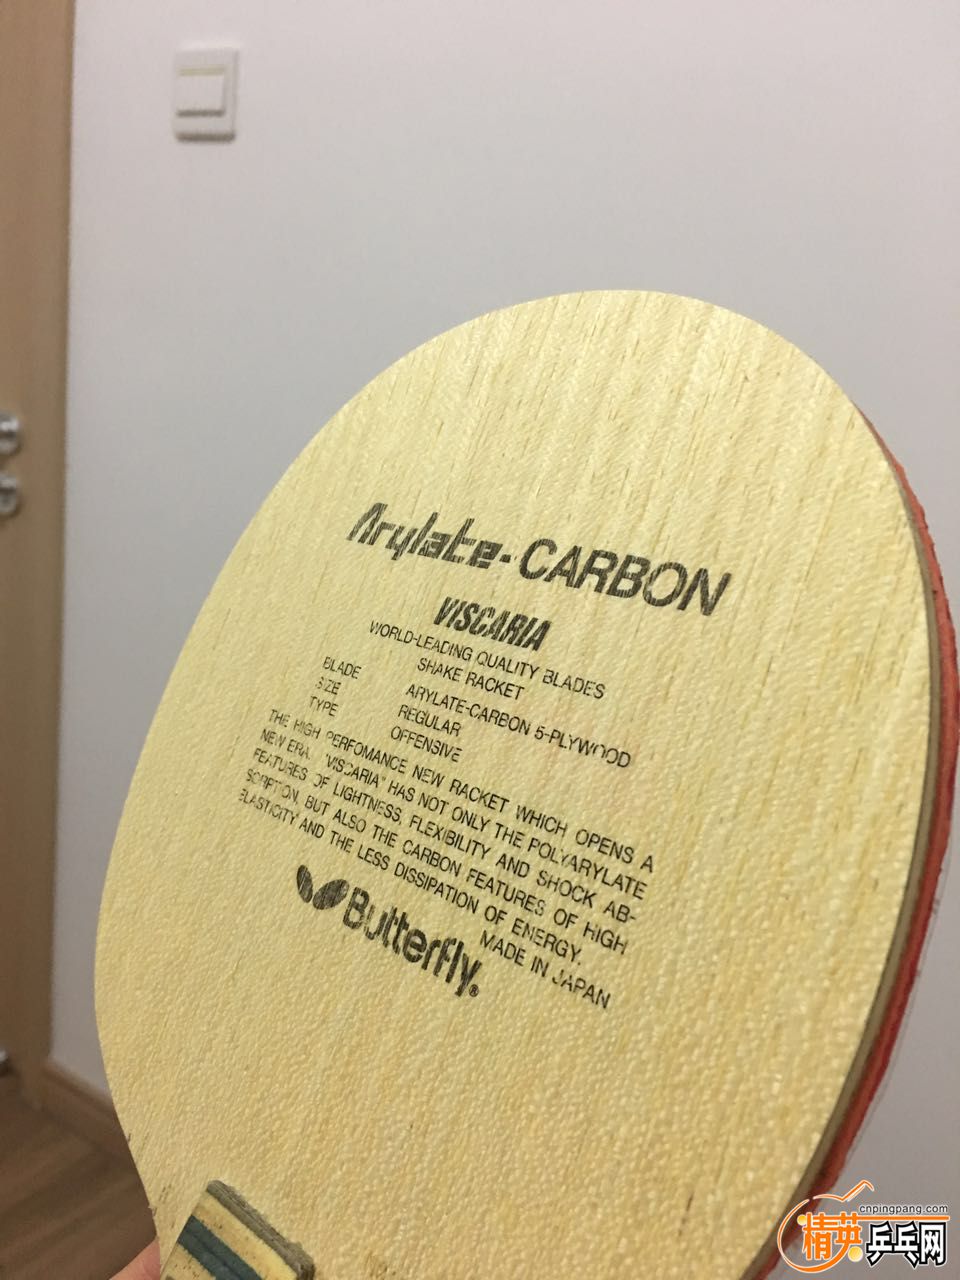 Arylate-CARBON
VISCARIA
WORLD-LEADING QUALITY BLADES
SHAKE RACKET
BLADE ARYLATE-CARBON 5-PLYWOOD
SIZE REGULAR
TYPE OFFENSIVE
THE HIGH PERFOMANCE NEW RACKET WHICH OPENS A
NEW ERA. "VISCARIA" HAS NOT ONLY THE POLYARYLATE
FEATURES OF LIGHTNESS, FLEXIBILITY AND SHOCK AB-
SORPTION, BUT ALSO THE CARBON FEATURES OF HIGH
ELASTICITY AND THE LESS DISSIPATION OF ENERGY.
MADE IN JAPAN
Butterfly®
cnpingpang.com
精英乒乓网